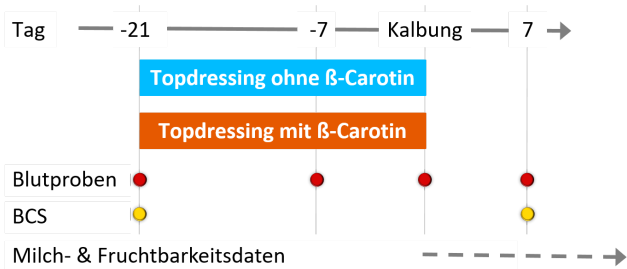 Tag -21 -7 Kalbung 7
Topdressing ohne ß-Carotin
Topdressing mit ß-Carotin
Blutproben
BCS
Milch- & Fruchtbarkeitsdaten